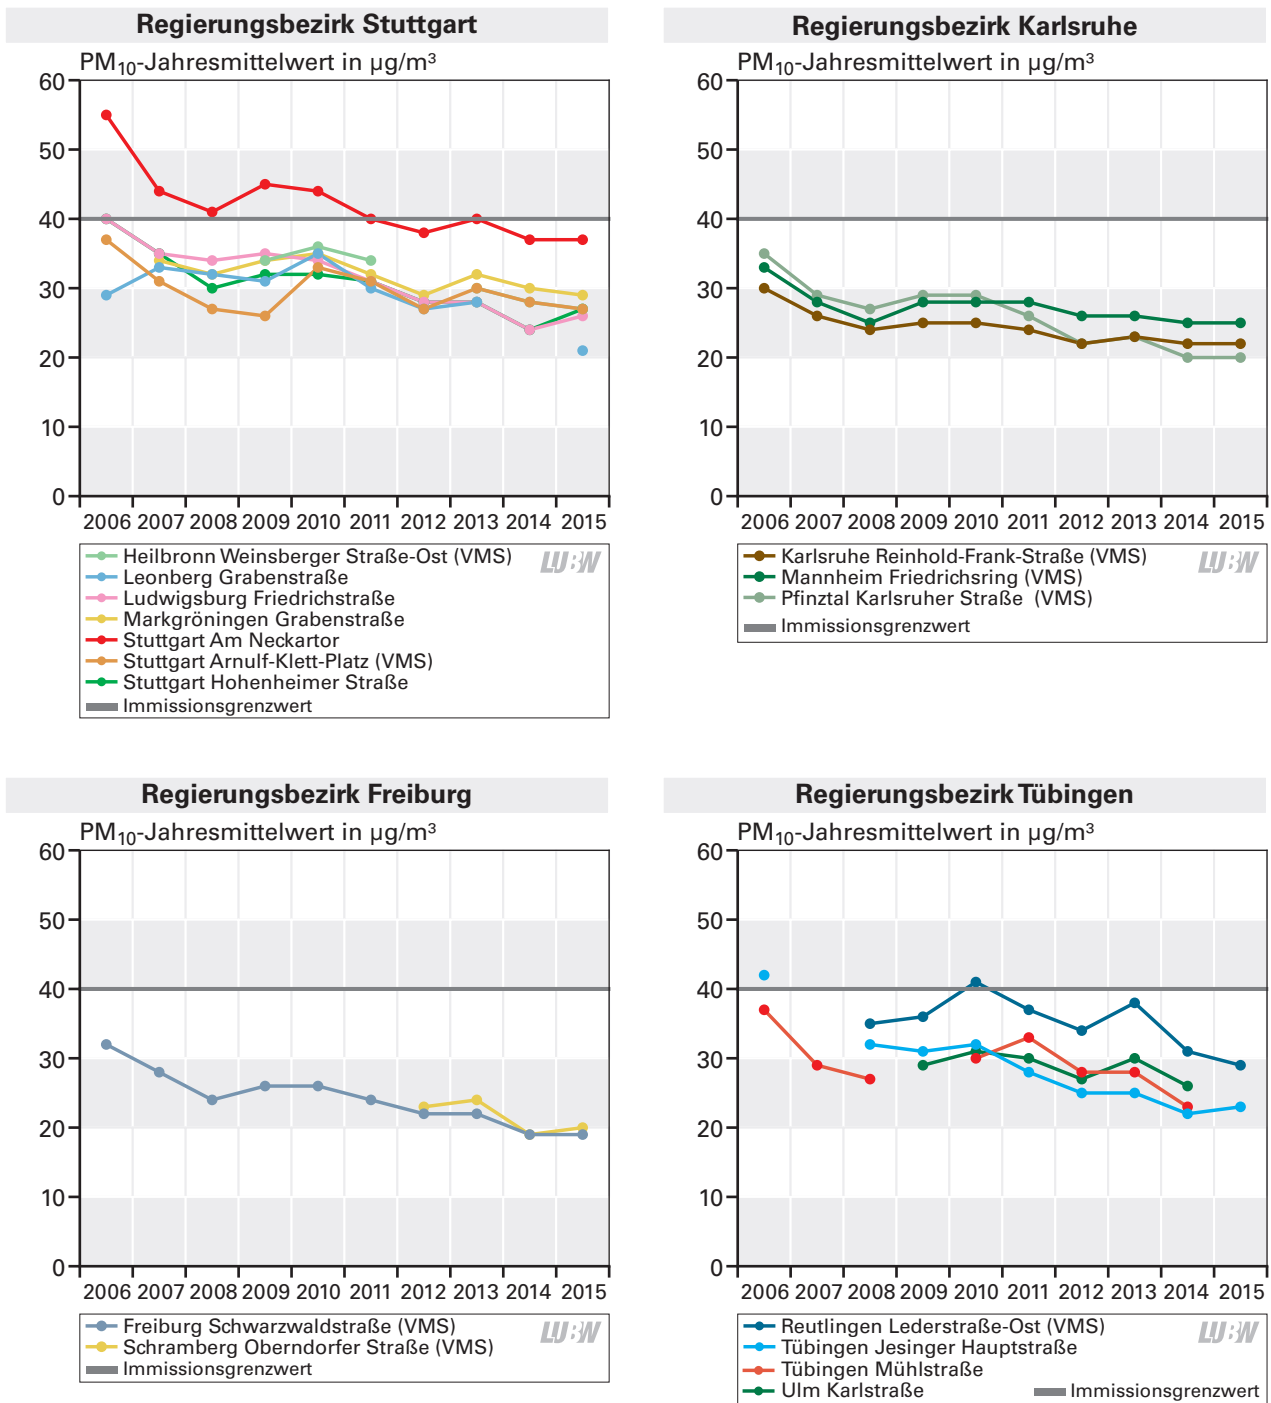 Regierungsbezirk Stuttgart
PM10-Jahresmittelwert in µg/m³
60
50
40
30
20
10
0
2006 2007 2008 2009 2010 2011 2012 2013 2014 2015
Heilbronn Weinsberger Straße-Ost (VMS) LUBW
Leonberg Grabenstraße
Ludwigsburg Friedrichstraße
Markgröningen Grabenstraße
Stuttgart Am Neckartor
Stuttgart Arnulf-Klett-Platz (VMS)
Stuttgart Hohenheimer Straße
Immissionsgrenzwert
Regierungsbezirk Karlsruhe
PM10-Jahresmittelwert in µg/m³
60
50
40
30
20
10
0
2006 2007 2008 2009 2010 2011 2012 2013 2014 2015
Karlsruhe Reinhold-Frank-Straße (VMS) LUBW
Mannheim Friedrichsring (VMS)
Pfinztal Karlsruher Straße (VMS)
Immissionsgrenzwert
Regierungsbezirk Freiburg
PM10-Jahresmittelwert in µg/m³
60
50
40
30
20
10
0
2006 2007 2008 2009 2010 2011 2012 2013 2014 2015
Freiburg Schwarzwaldstraße (VMS) LUBW
Schramberg Oberndorfer Straße (VMS)
Immissionsgrenzwert
Regierungsbezirk Tübingen
PM10-Jahresmittelwert in µg/m³
60
50
40
30
20
10
0
2006 2007 2008 2009 2010 2011 2012 2013 2014 2015
Reutlingen Lederstraße-Ost (VMS) LUBW
Tübingen Jesinger Hauptstraße
Tübingen Mühlstraße
Ulm Karlstraße Immissionsgrenzwert